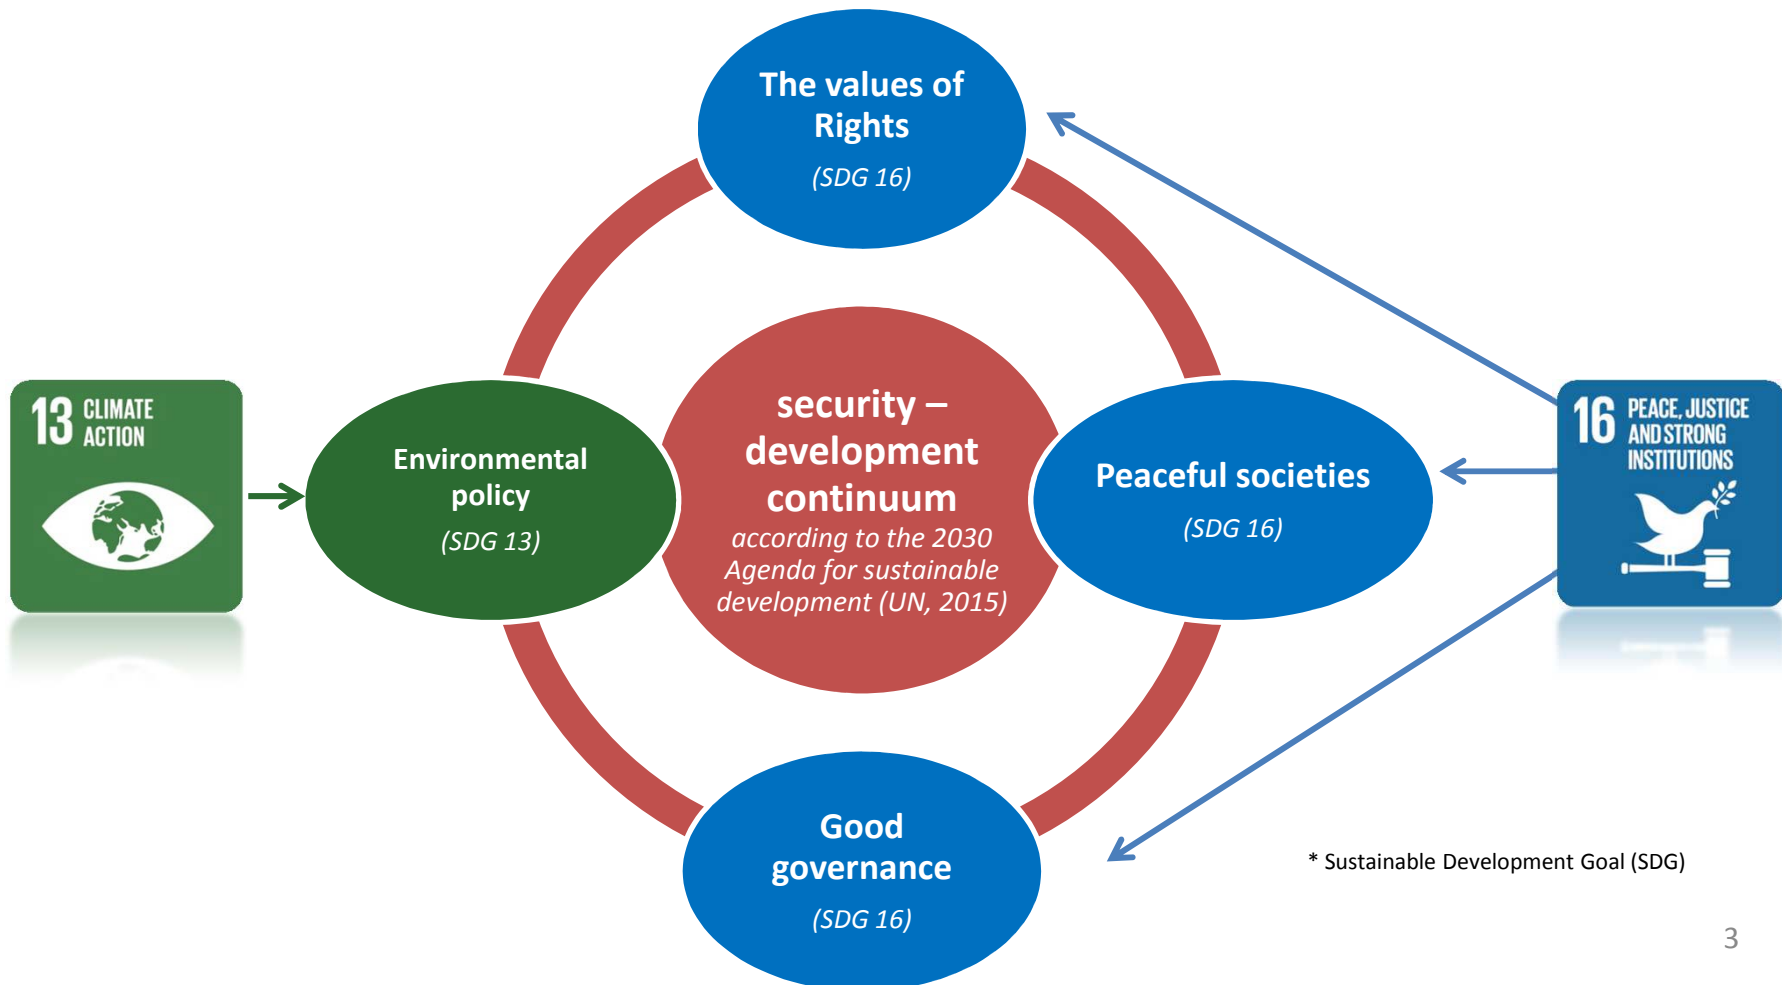 The values of
Rights
(SDG 16)
13 CLIMATE
ACTION
Environmental
policy
(SDG 13)
security –
development
continuum
according to the 2030
Agenda for sustainable
development (UN, 2015)
Peaceful societies
(SDG 16)
16 PEACE, JUSTICE
AND STRONG
INSTITUTIONS
Good
governance
(SDG 16)
* Sustainable Development Goal (SDG)
3